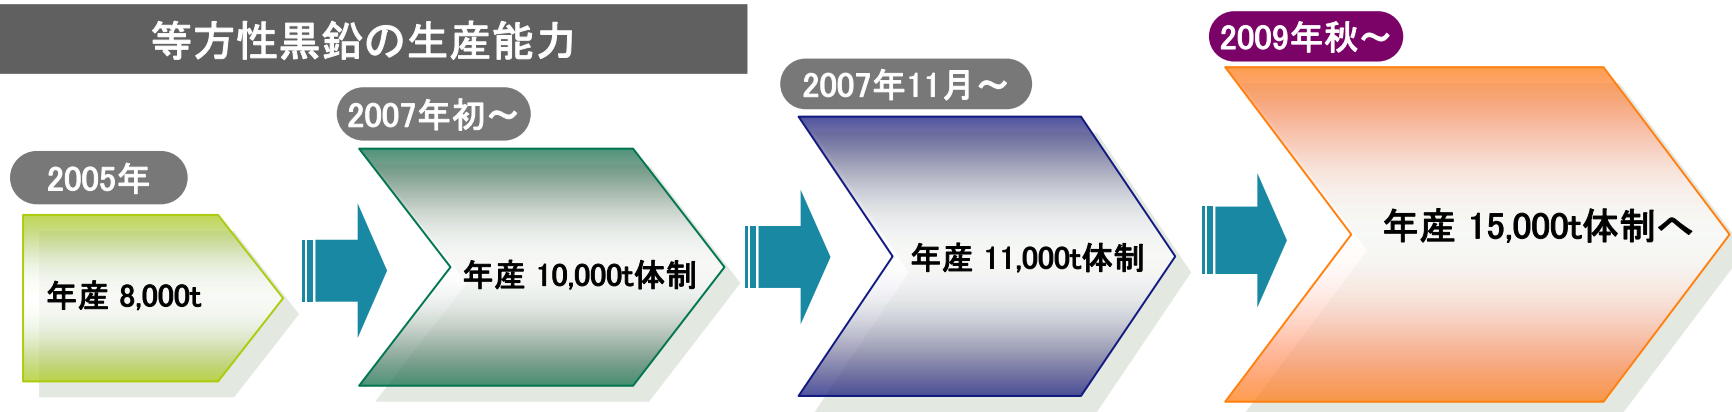 等方性黒鉛の生産能力
2005年
年産 8,000t
2007年初～
年産 10,000t体制
2007年11月～
年産 11,000t体制
2009年秋～
年産 15,000t体制へ